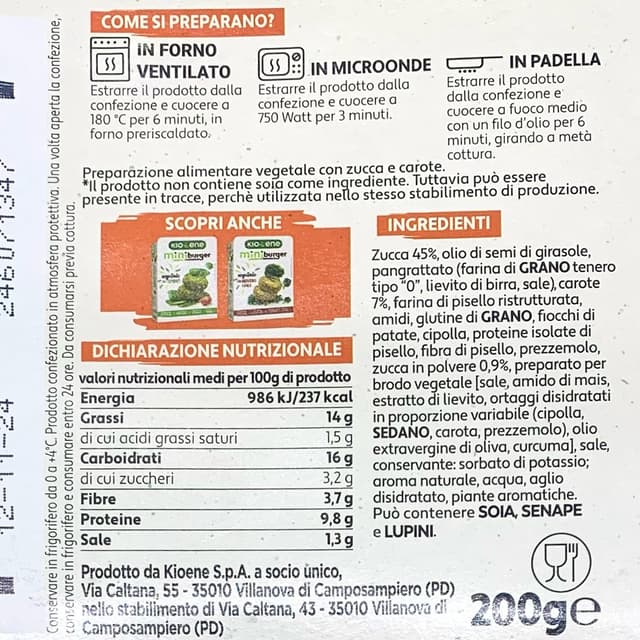 COME SI PREPARANO?
IN FORNO
VENTILATO
Estrarre il prodotto dalla
confezione e cuocere a
180 °C per 6 minuti, in
forno preriscaldato.
IN MICROONDE
Estrarre il prodotto dalla
confezione e cuocere a
750 Watt per 3 minuti.
IN PADELLA
Estrarre il prodotto
dalla confezione e
cuocere a fuoco medio
con un filo d'olio per 6
minuti, girando a metà
cottura.
Preparazione alimentare vegetale con zucca e carote.
*Il prodotto non contiene soia come ingrediente. Tuttavia può essere
presente in tracce, perchè utilizzata nello stesso stabilimento di produzione.
SCOPRI ANCHE
KIOENE
mini burger
KIOENE
mini burger
DICHIARAZIONE NUTRIZIONALE
valori nutrizionali medi per 100g di prodotto
Energia 986 kJ/237 kcal
Grassi 14 g
di cui acidi grassi saturi 1,5 g
Carboidrati 16 g
di cui zuccheri 3,2 g
Fibre 3,7 g
Proteine 9,8 g
Sale 1,3 g
INGREDIENTI
Zucca 45%, olio di semi di girasole,
pangrattato (farina di GRANO tenero
tipo "0", lievito di birra, sale), carote
7%, farina di pisello ristrutturata,
amidi, glutine di GRANO, fiocchi di
patate, cipolla, proteine isolate di
pisello, fibra di pisello, prezzemolo,
zucca in polvere 0,9%, preparato per
brodo vegetale [sale, amido di mais,
estratto di lievito, ortaggi disidratati
in proporzione variabile (cipolla,
SEDANO, carota, prezzemolo), olio
extravergine di oliva, curcuma], sale,
conservante: sorbato di potassio;
aroma naturale, acqua, aglio
disidratato, piante aromatiche.
Può contenere SOIA, SENAPE
e LUPINI.
Prodotto da Kioene S.p.A. a socio unico,
Via Caltana, 55 - 35010 Villanova di Camposampiero (PD)
nello stabilimento di Via Caltana, 43 - 35010 Villanova di
Camposampiero (PD)
200g e
Conservare in frigorifero da 0 a +4°C. Prodotto confezionato in atmosfera protettiva. Una volta aperta la confezione,
conservare in frigorifero e consumare entro 24 ore. Da consumarsi previa cottura.
12-11-24 246071347